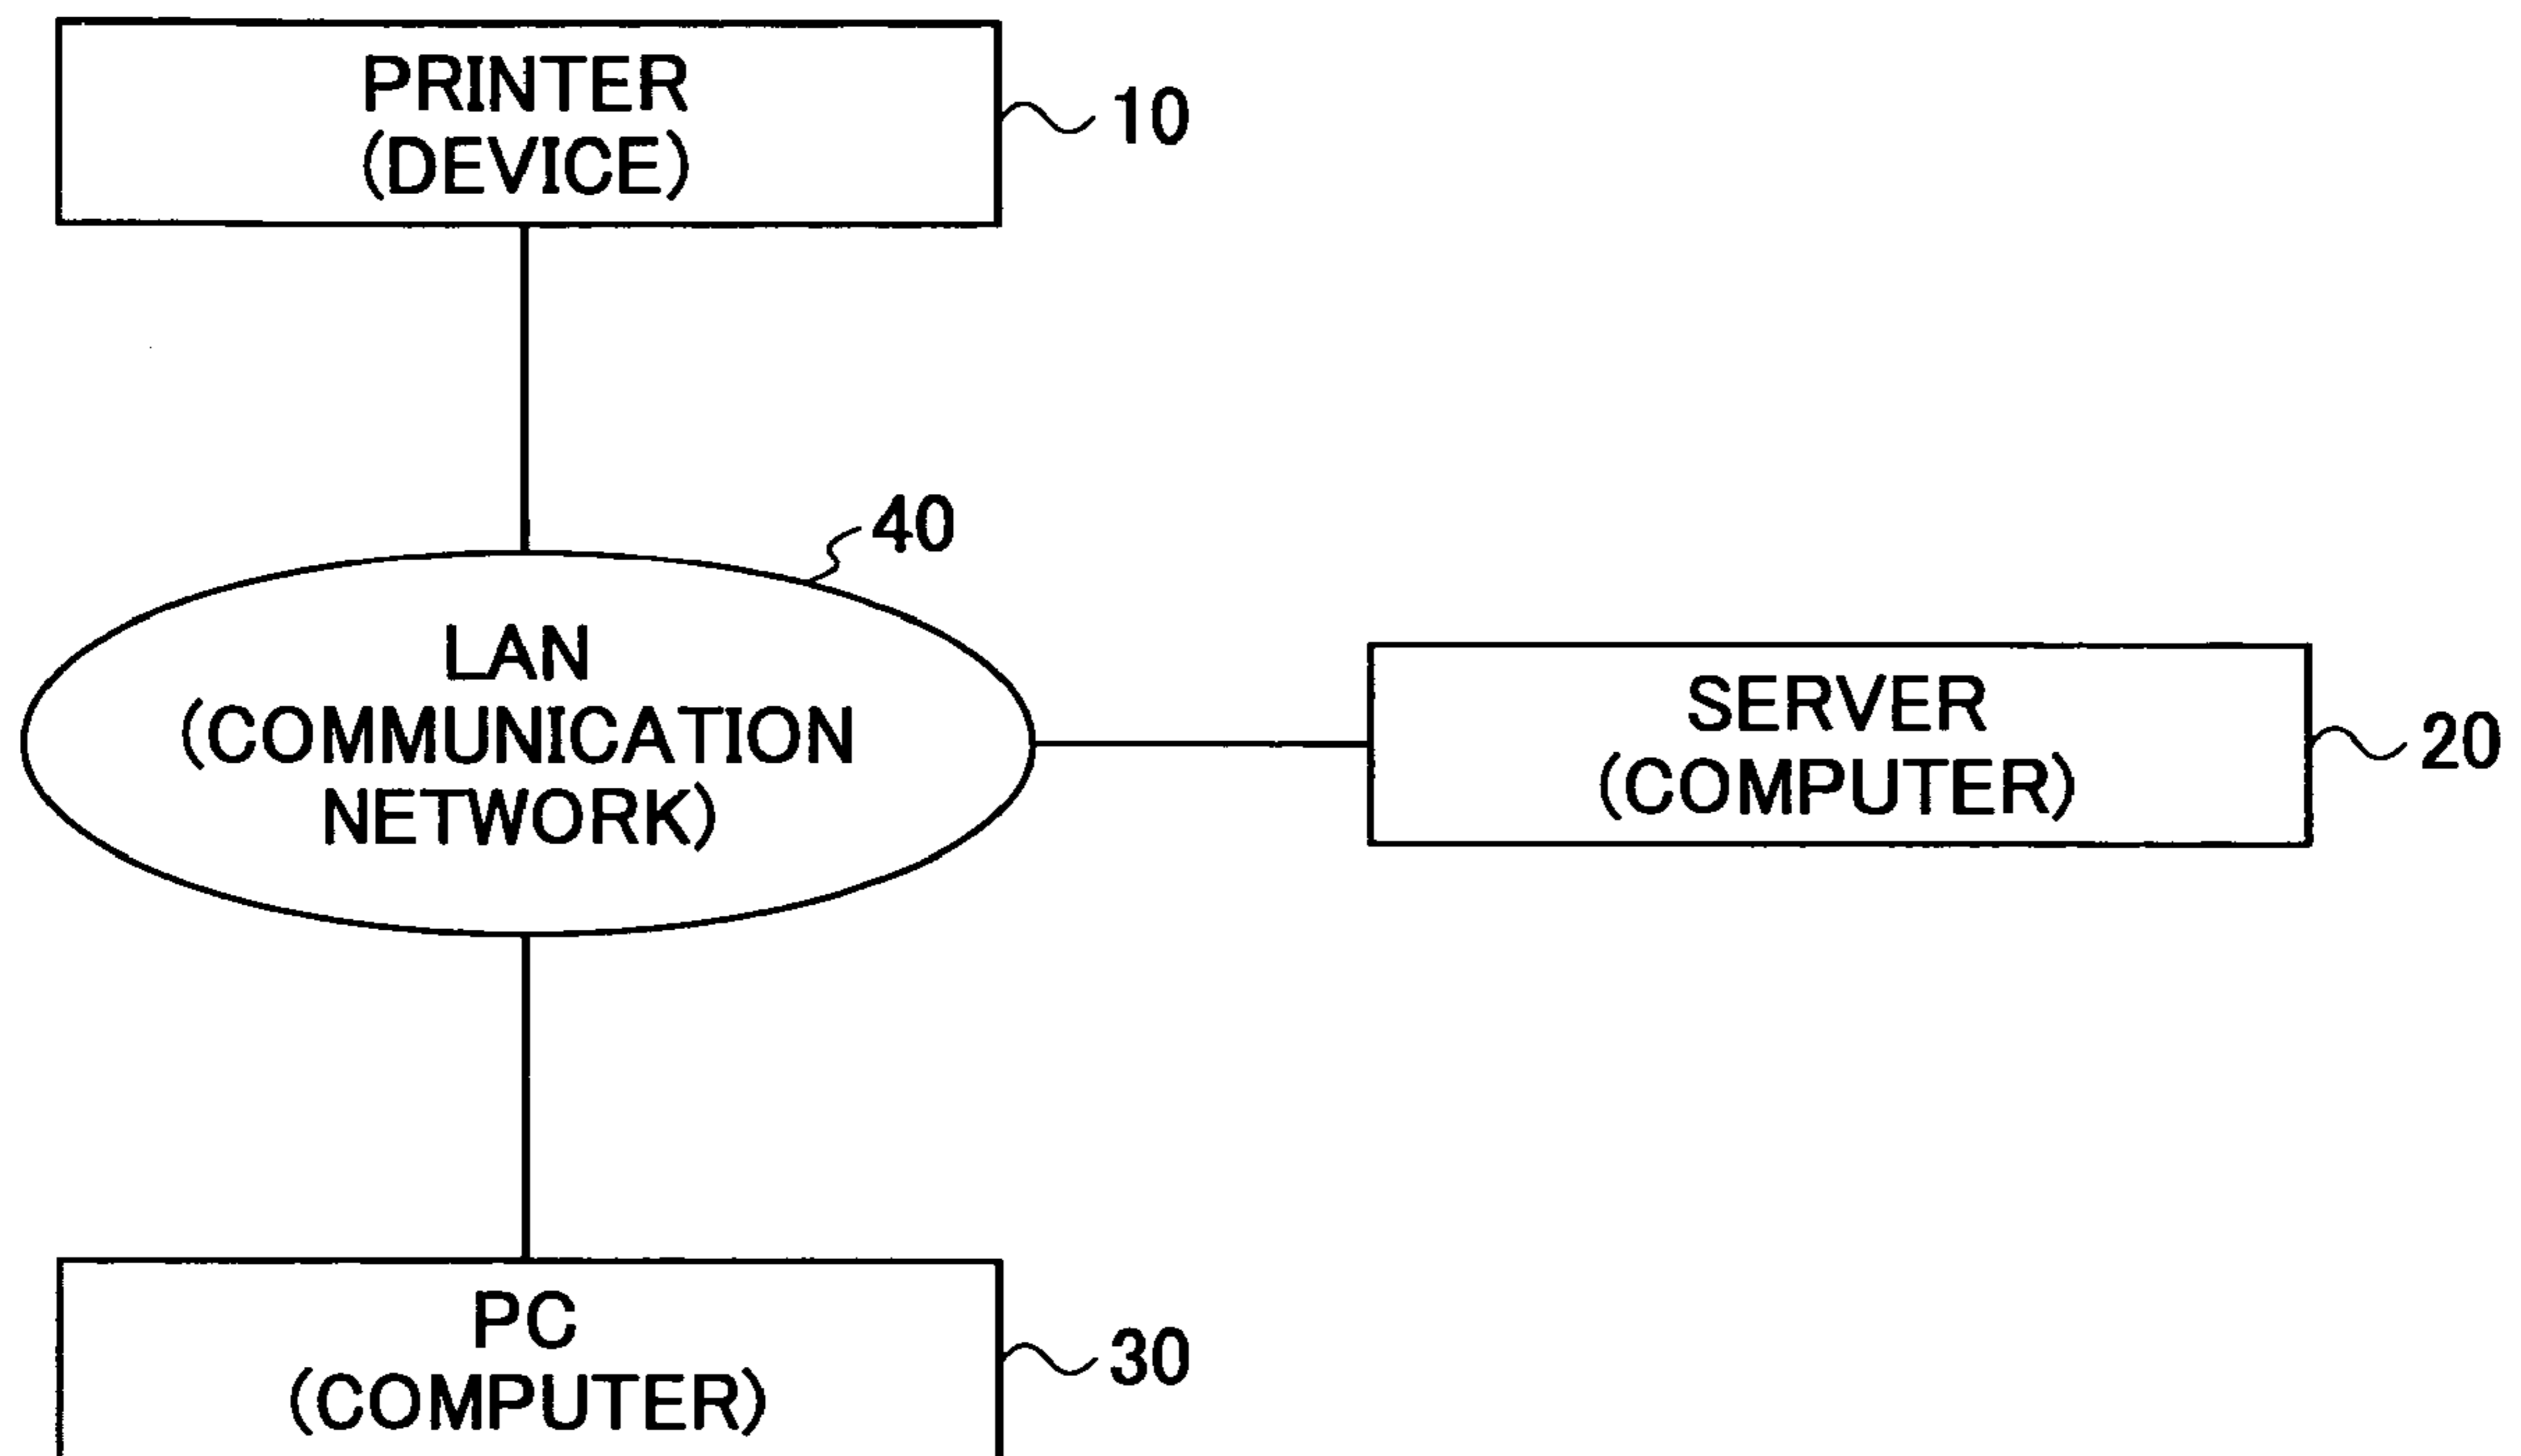 PRINTER
(DEVICE)
10
40
LAN
(COMMUNICATION
NETWORK)
SERVER
(COMPUTER)
20
PC
(COMPUTER)
30